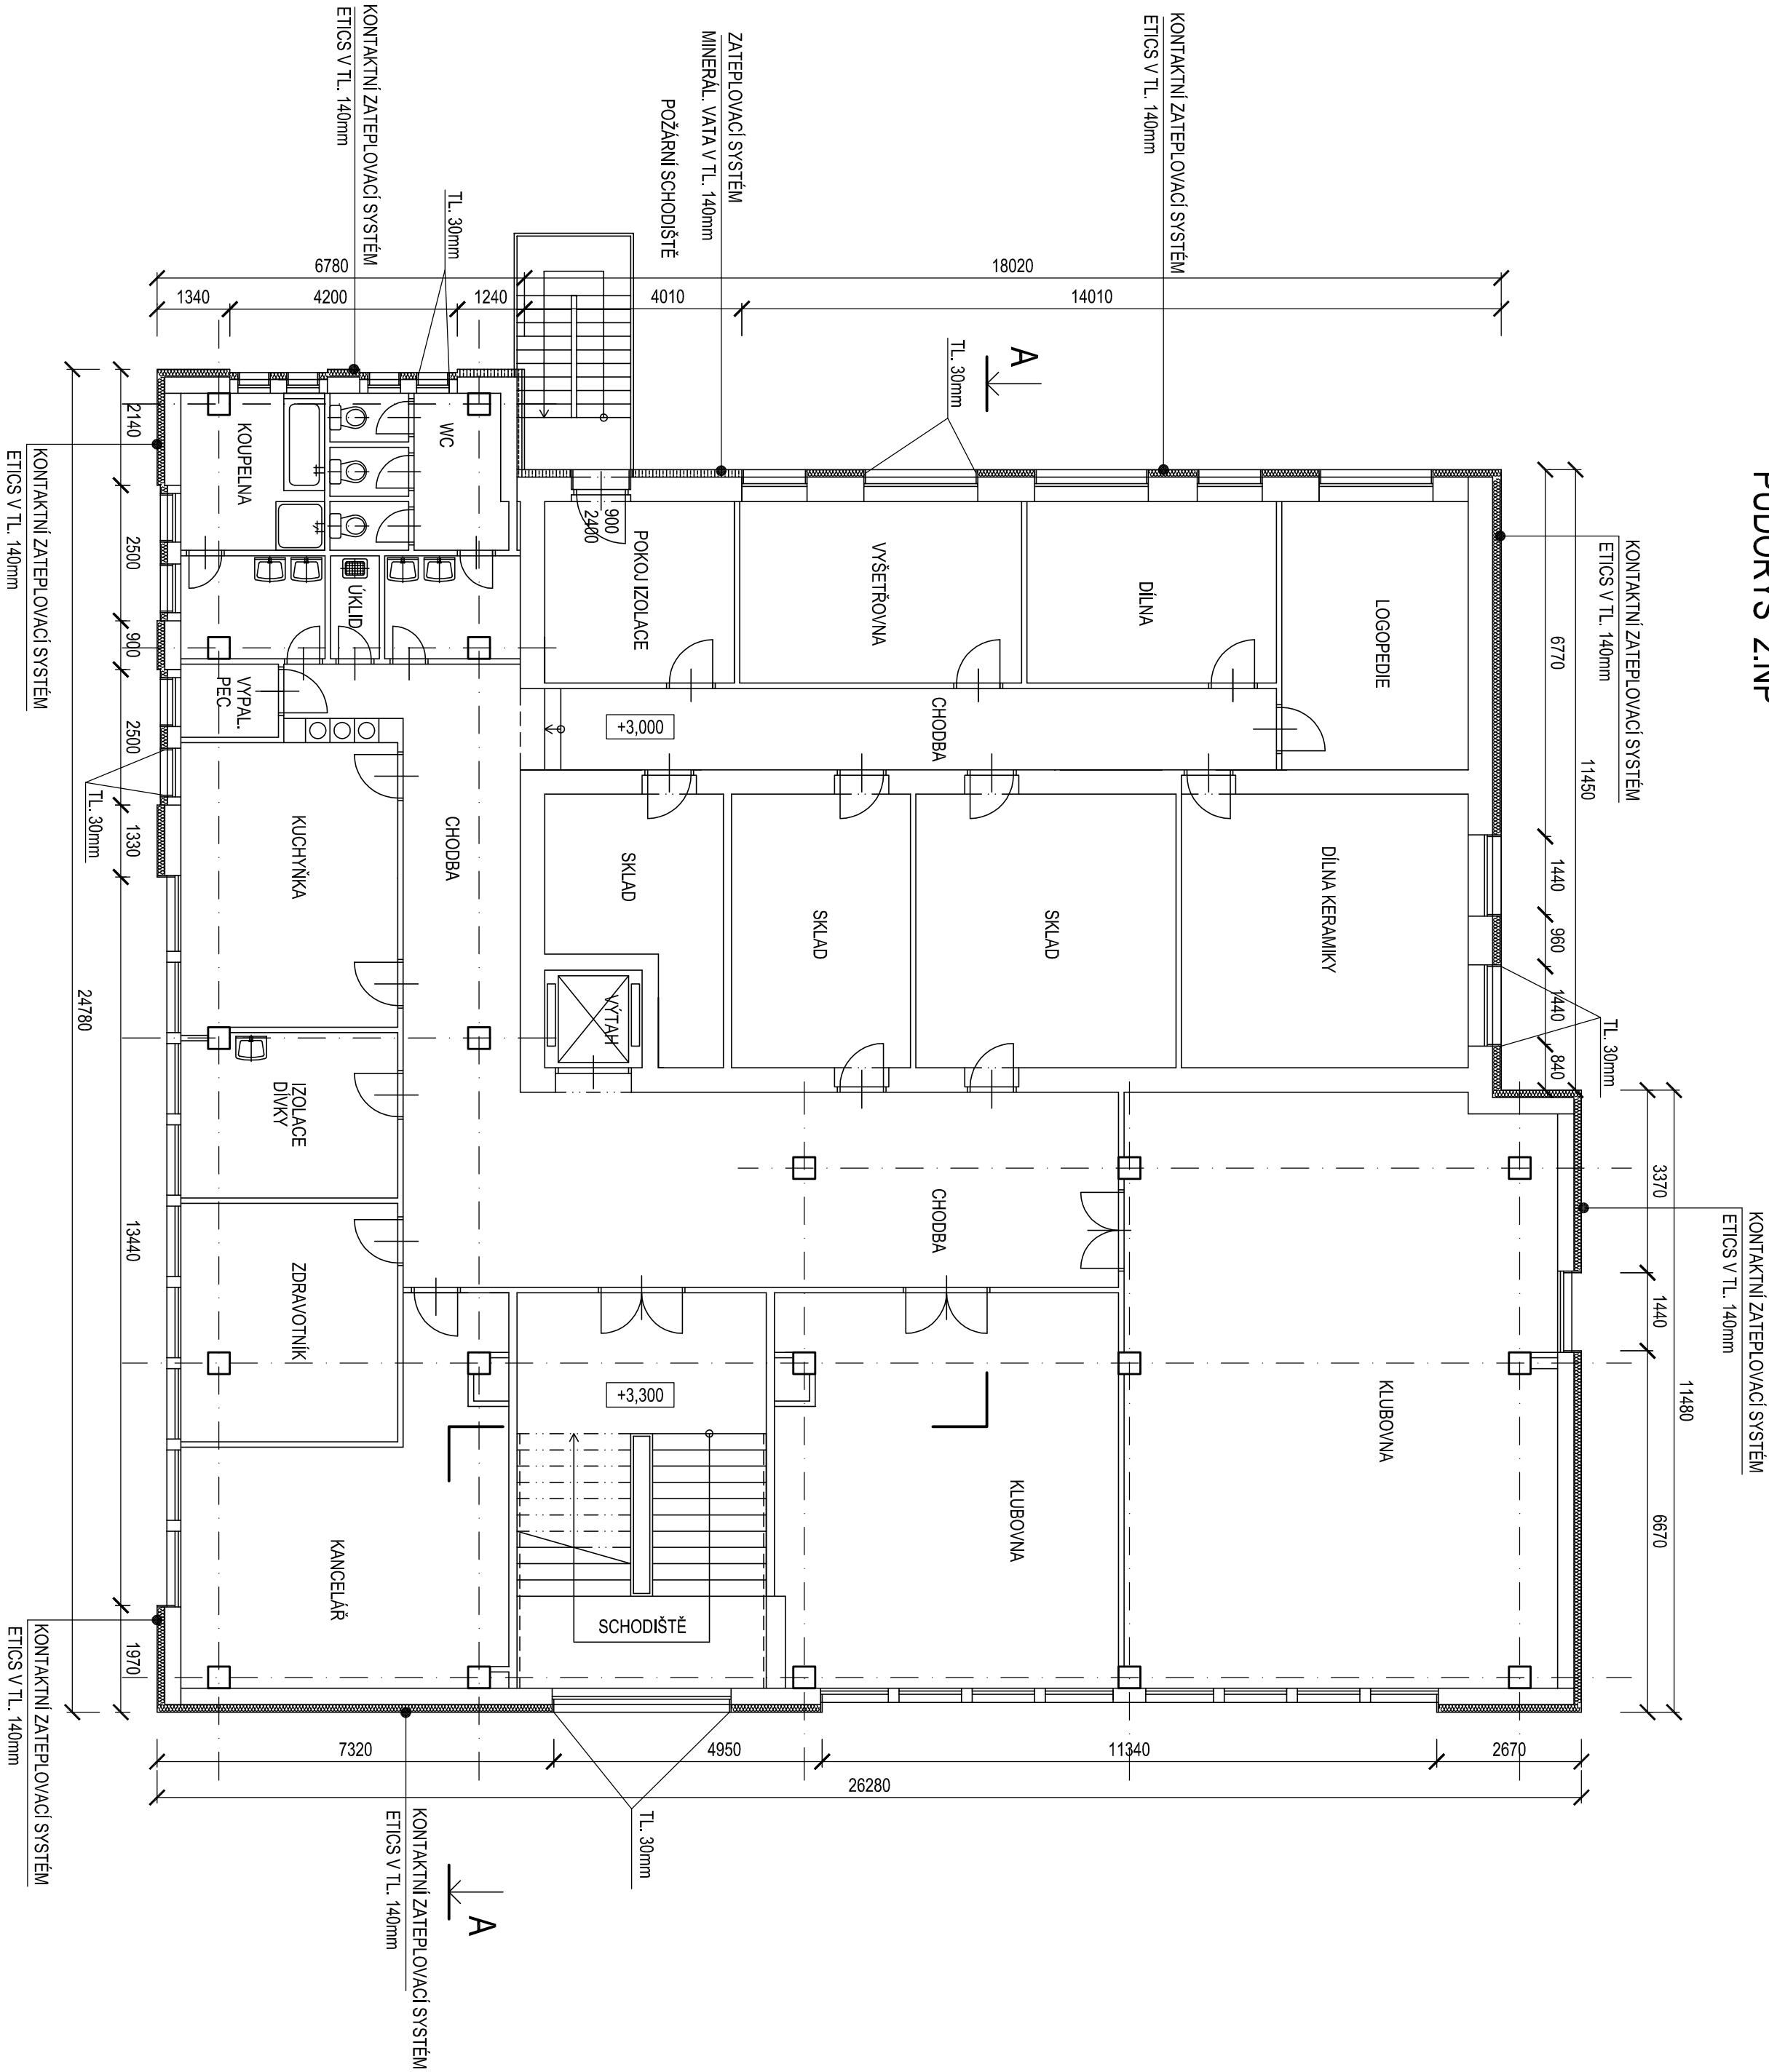 PŮDORYS 2.NP
KONTAKTNÍ ZATEPLOVACÍ SYSTÉM
ETICS V TL. 140mm
11480
3370
1440
6670
KONTAKTNÍ ZATEPLOVACÍ SYSTÉM
ETICS V TL. 140mm
11450
6770
1440
960
1440
840
TL. 30mm
KONTAKTNÍ ZATEPLOVACÍ SYSTÉM
ETICS V TL. 140mm
ZATEPLOVACÍ SYSTÉM
MINERÁL. VATA V TL. 140mm
POŽÁRNÍ SCHODIŠTĚ
KONTAKTNÍ ZATEPLOVACÍ SYSTÉM
ETICS V TL. 140mm
TL. 30mm
TL. 30mm
A
18020
14010
4010
6780
1240
4200
1340
LOGOPEDIE
DÍLNA
VYŠETŘOVNA
POKOJ IZOLACE
900
2400
CHODBA
+3,000
DÍLNA KERAMIKY
SKLAD
SKLAD
SKLAD
VÝTAH
WC
KOUPELNA
ÚKLID
VYPAL.
PEC
CHODBA
KUCHYŇKA
IZOLACE
DÍVKY
ZDRAVOTNÍK
KANCELÁŘ
CHODBA
KLUBOVNA
KLUBOVNA
+3,300
SCHODIŠTĚ
2670
11340
4950
7320
26280
TL. 30mm
A
KONTAKTNÍ ZATEPLOVACÍ SYSTÉM
ETICS V TL. 140mm
2140
2500
900
2500
1330
13440
1970
24780
TL. 30mm
KONTAKTNÍ ZATEPLOVACÍ SYSTÉM
ETICS V TL. 140mm
KONTAKTNÍ ZATEPLOVACÍ SYSTÉM
ETICS V TL. 140mm